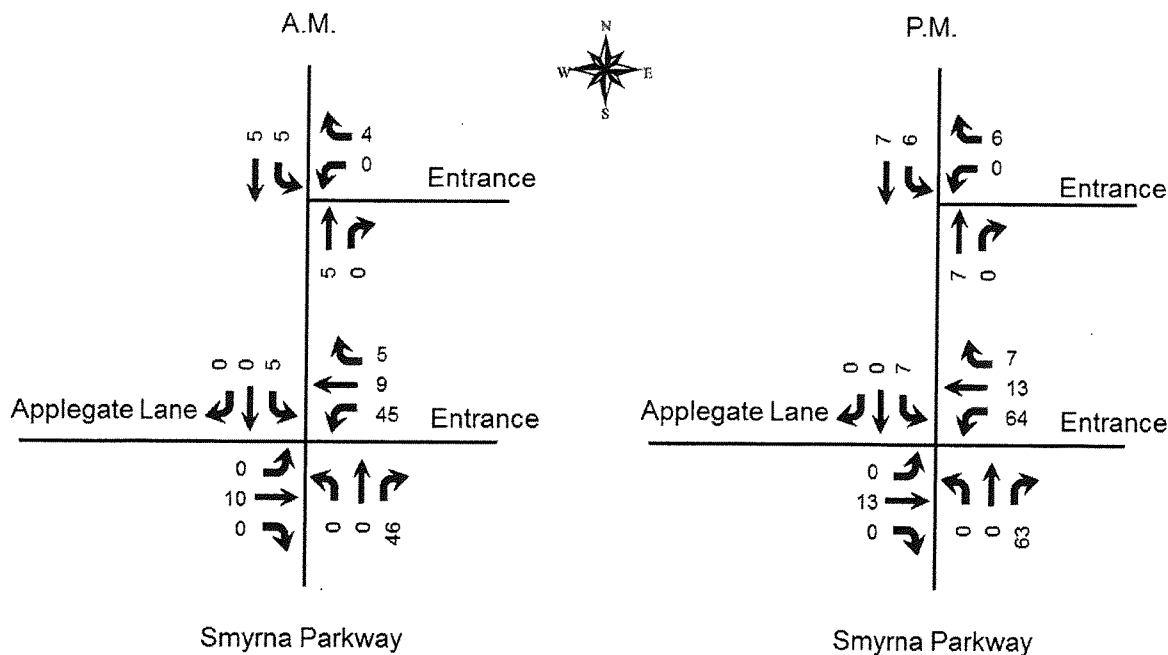 A.M.
P.M.
N
W E
S
5 5
4
0
Entrance
5 0
7 6
6
0
Entrance
7 0
0 0 5
5
9
45
Applegate Lane
Entrance
0
10
0
0 0 46
0 0 7
7
13
64
Applegate Lane
Entrance
0
13
0
0 0 63
Smyrna Parkway
Smyrna Parkway